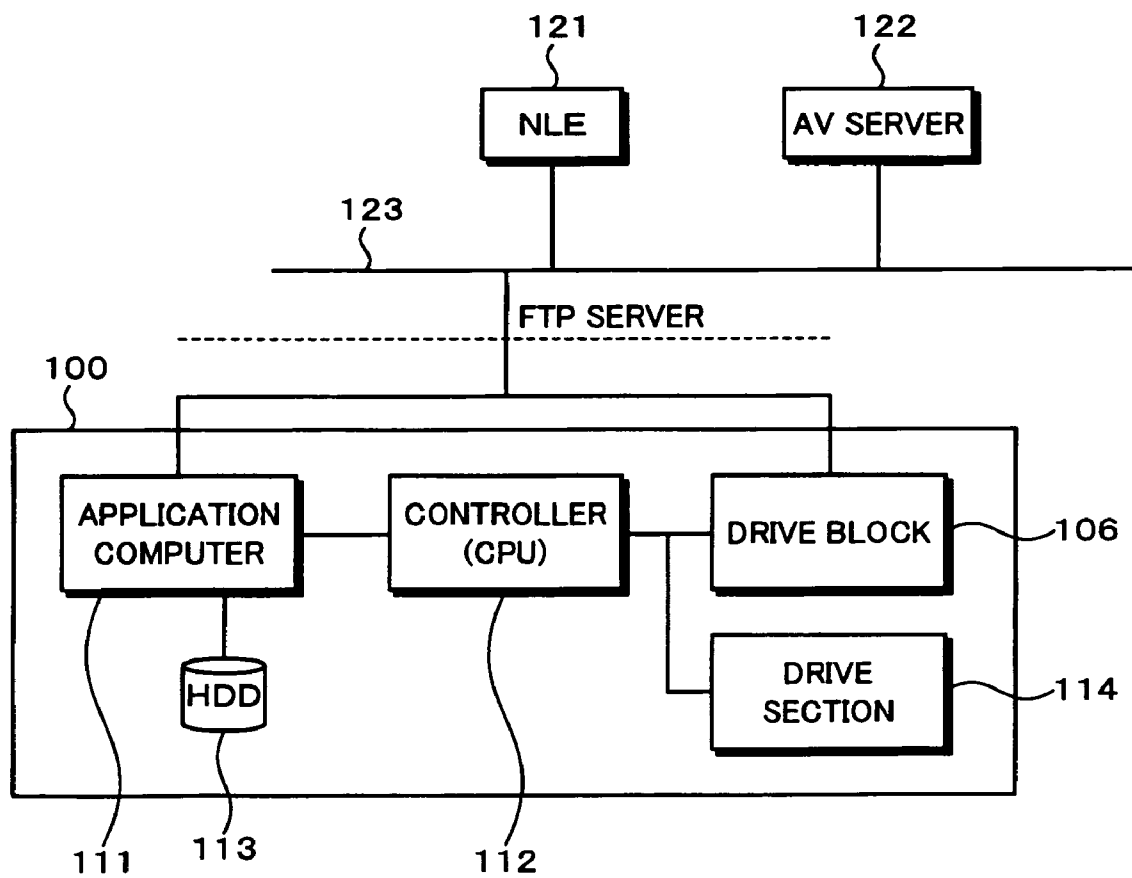 121
122
NLE
AV SERVER
123
FTP SERVER
100
APPLICATION
COMPUTER
CONTROLLER
(CPU)
DRIVE BLOCK
106
HDD
DRIVE
SECTION
114
111
113
112